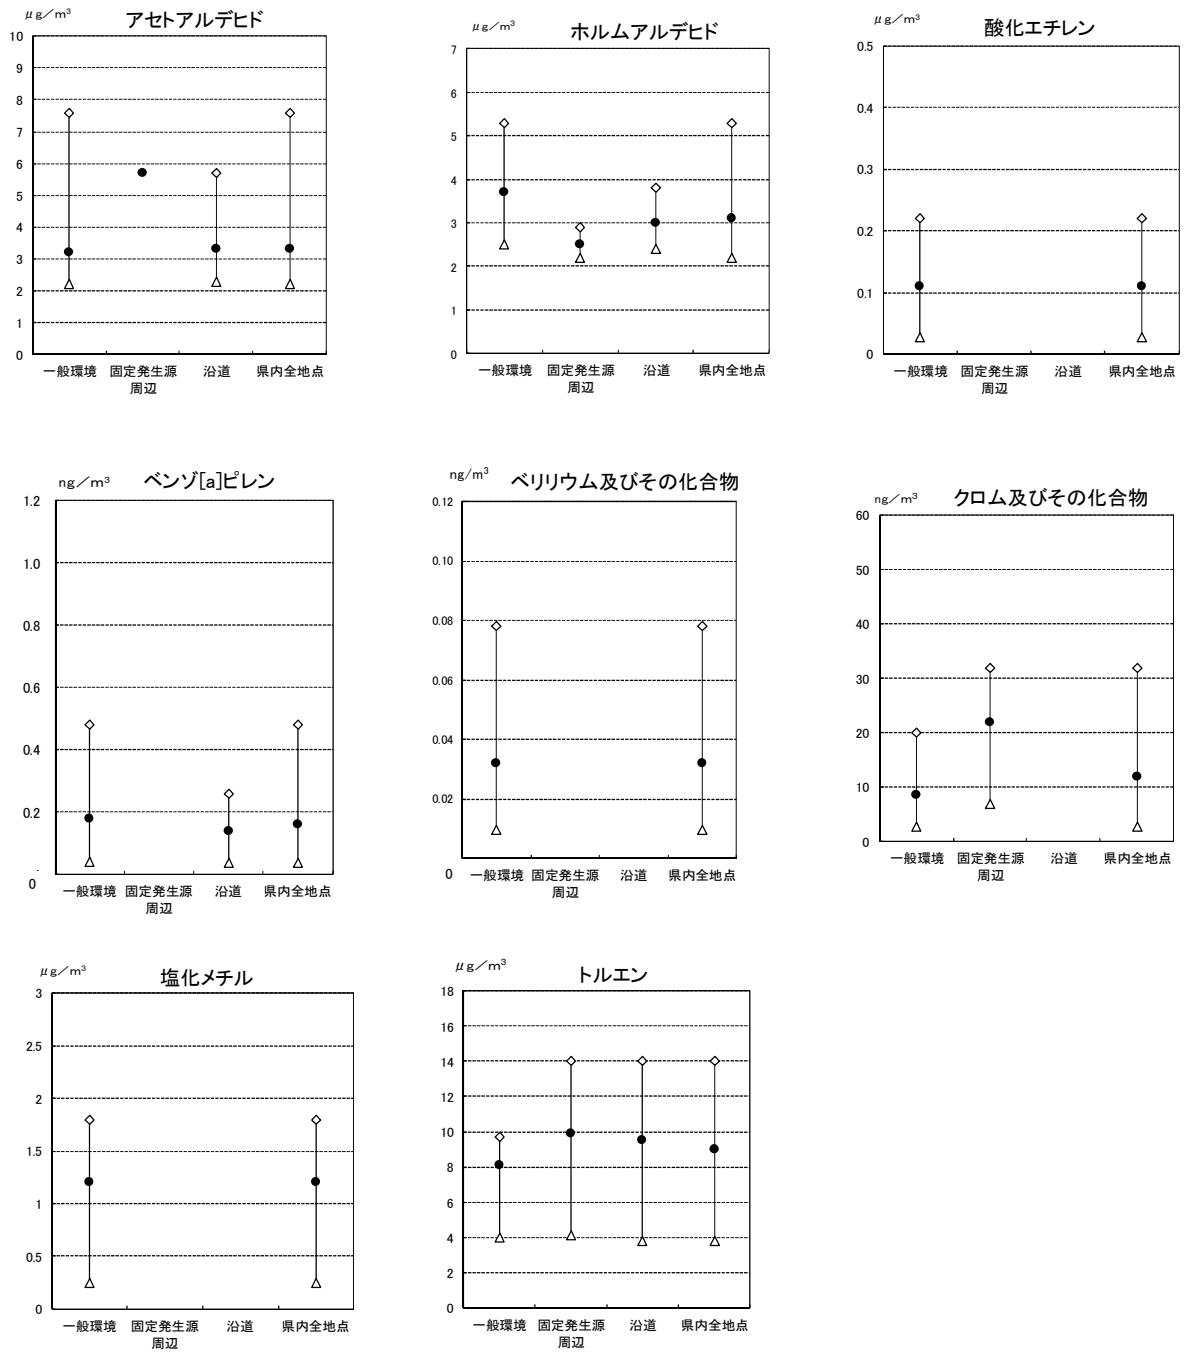 μg/m³
アセトアルデヒド
10
9
8
7
6
5
4
3
2
1
0
一般環境 固定発生源 沿道 県内全地点
周辺
μg/m³
ホルムアルデヒド
7
6
5
4
3
2
1
0
一般環境 固定発生源 沿道 県内全地点
周辺
μg/m³
酸化エチレン
0.5
0.4
0.3
0.2
0.1
0
一般環境 固定発生源 沿道 県内全地点
周辺
ng/m³
ベンゾ[a]ピレン
1.2
1.0
0.8
0.6
0.4
0.2
0
一般環境 固定発生源 沿道 県内全地点
周辺
ng/m³
ベリリウム及びその化合物
0.12
0.10
0.08
0.06
0.04
0.02
0
一般環境 固定発生源 沿道 県内全地点
周辺
ng/m³
クロム及びその化合物
60
50
40
30
20
10
0
一般環境 固定発生源 沿道 県内全地点
周辺
μg/m³
塩化メチル
3
2.5
2
1.5
1
0.5
0
一般環境 固定発生源 沿道 県内全地点
周辺
μg/m³
トルエン
18
16
14
12
10
8
6
4
2
0
一般環境 固定発生源 沿道 県内全地点
周辺